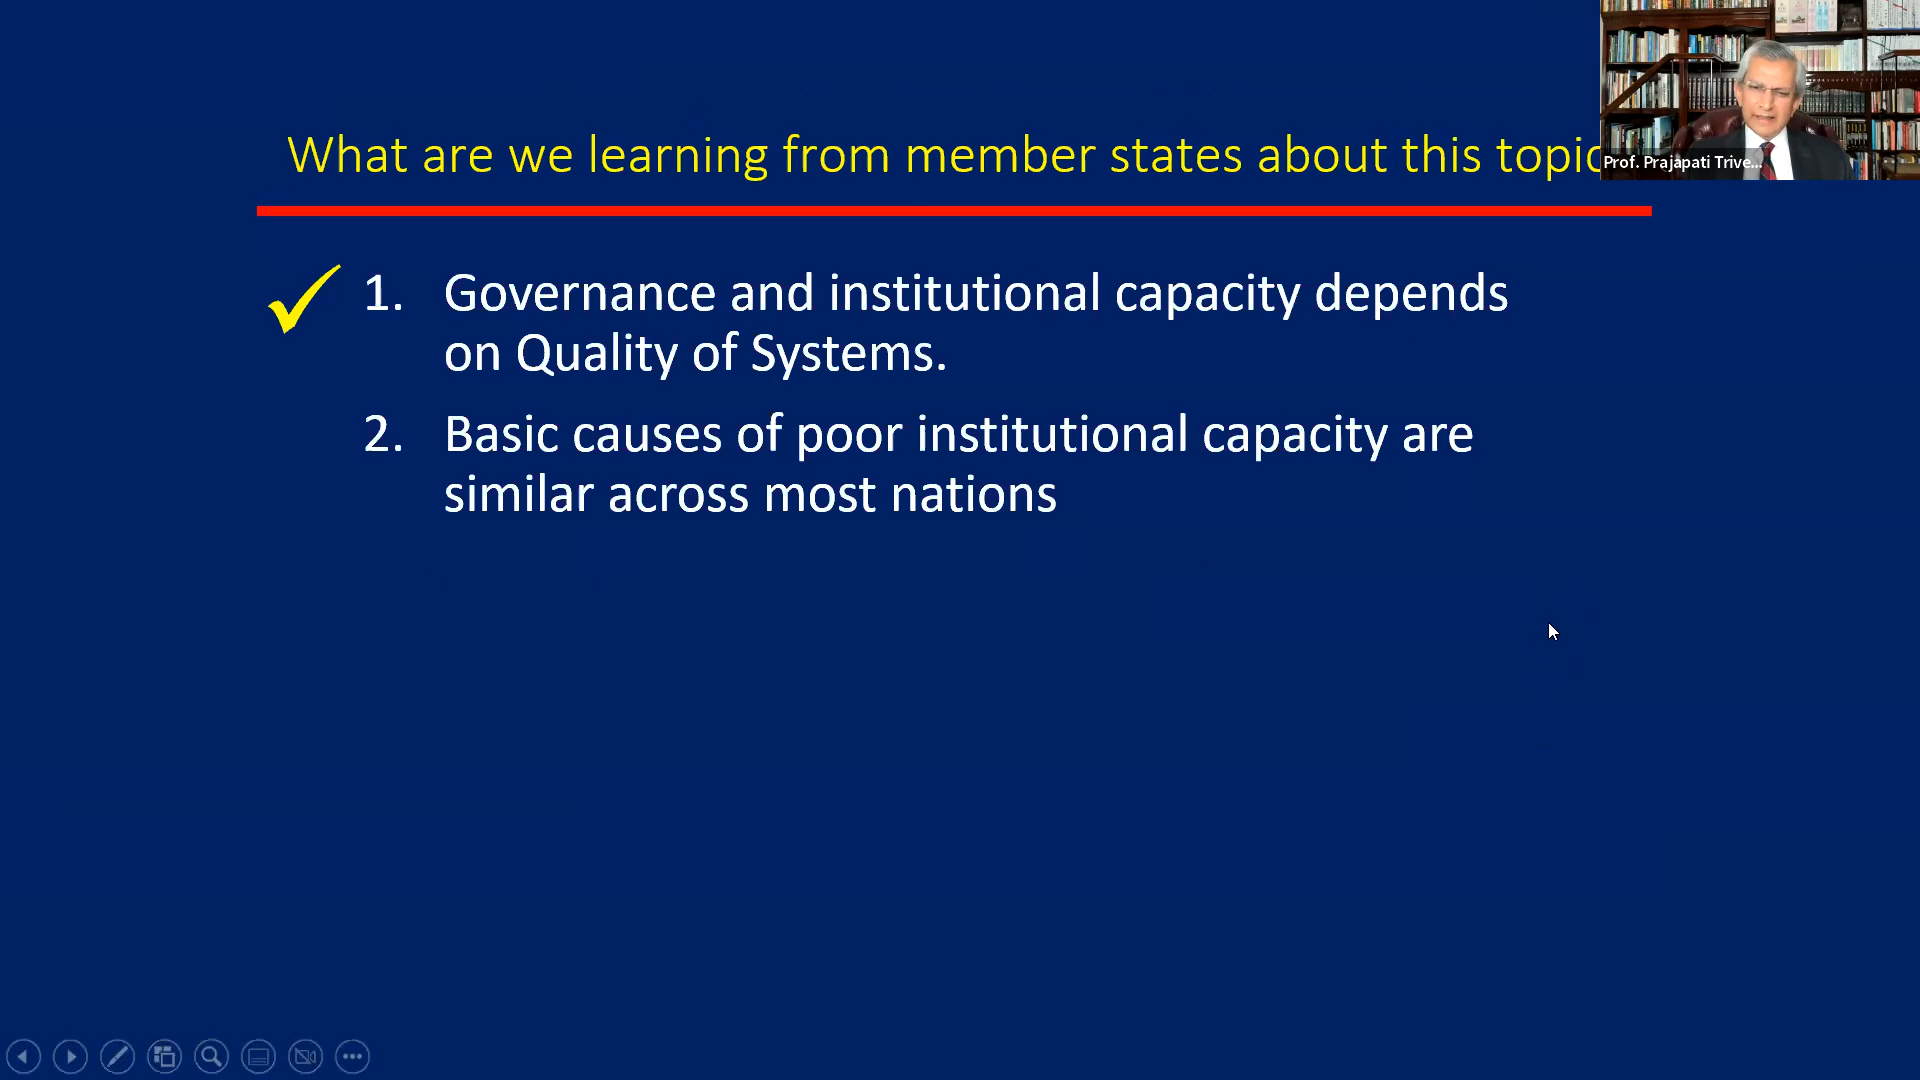 What are we learning from member states about this topic
Prof. Prajapati Trive...
1. Governance and institutional capacity depends
on Quality of Systems.
2. Basic causes of poor institutional capacity are
similar across most nations